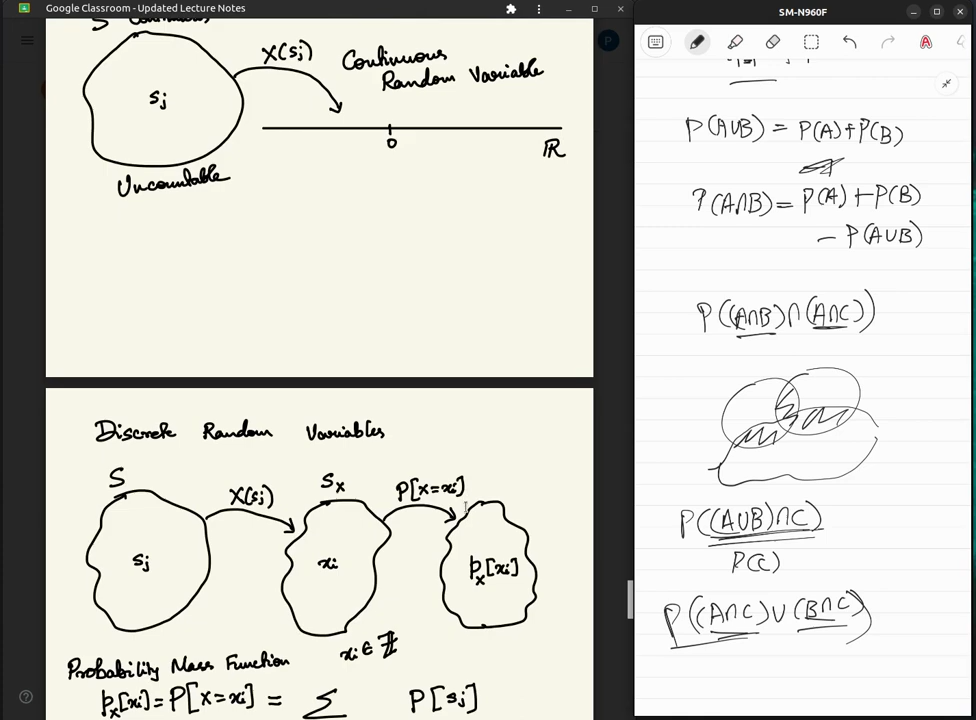 Google Classroom - Updated Lecture Notes
S
X(sj)
Continuous
Random Variable
sj
0
ℝ
Uncountable
Discrete Random Variables
S
X(sj)
Sx
P[X=xi]
sj
xi
px[xi]
xi ∈ ℤ
Probability Mass Function
px[xi] = P[X=xi] = Σ P[sj]
SM-N960F
A
P(A∪B) = P(A)+P(B)
P(A∩B) = P(A)+P(B)
- P(A∪B)
P((A∩B)∩(A∩C))
P((A∪B)∩C)
P(C)
P((A∩C)∪(B∩C))